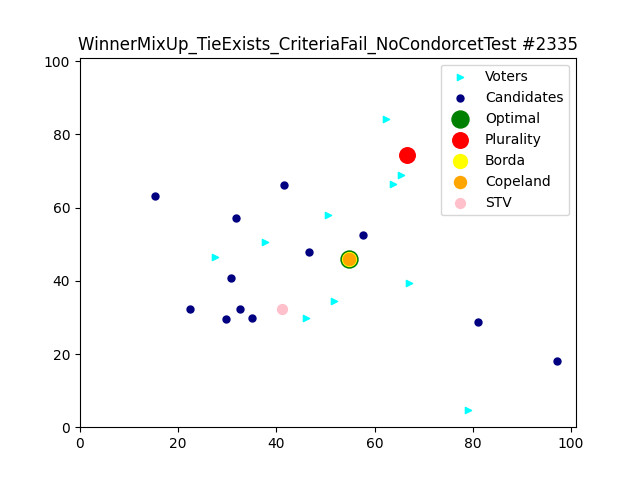 WinnerMixUp_TieExists_CriteriaFail_NoCondorcetTest #2335
100
80
60
40
20
0
0 20 40 60 80 100
Voters
Candidates
Optimal
Plurality
Borda
Copeland
STV